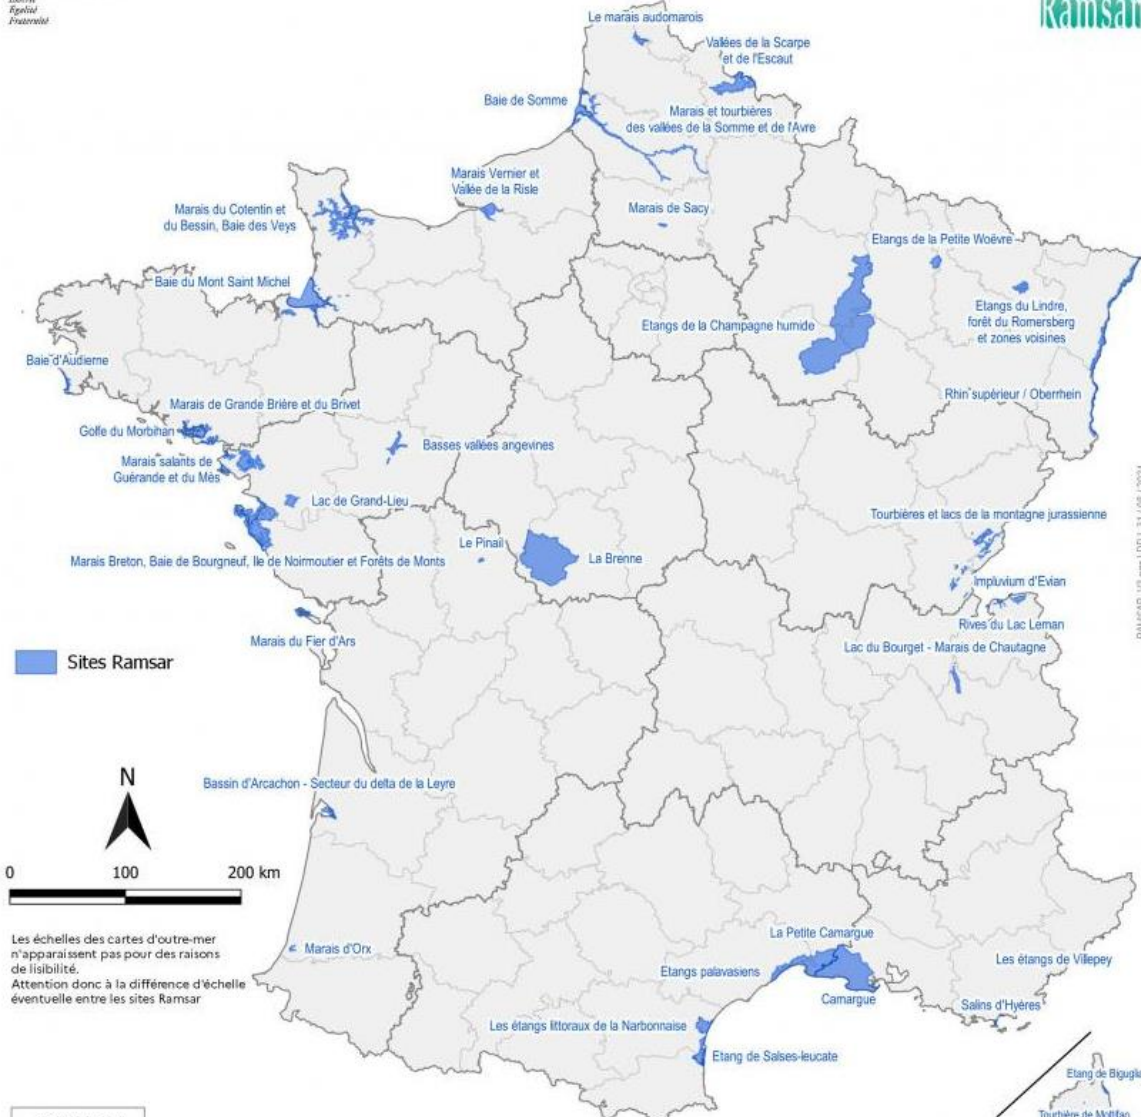 Égalité
Fraternité
Ramsar
Le marais audomarois
Vallées de la Scarpe
et de l'Escaut
Baie de Somme
Marais et tourbières
des vallées de la Somme et de l'Avre
Marais Vernier et
Vallée de la Risle
Marais de Sacy
Marais du Cotentin et
du Bessin, Baie des Veys
Etangs de la Petite Woëvre
Baie du Mont Saint Michel
Etangs de la Champagne humide
Etangs du Lindre,
forêt du Romersberg
et zones voisines
Baie d'Audierne
Rhin supérieur / Oberrhein
Marais de Grande Brière et du Brivet
Golfe du Morbihan
Basses vallées angevines
Marais salants de
Guérande et du Mès
Lac de Grand-Lieu
Tourbières et lacs de la montagne jurassienne
Le Pinail
La Brenne
Marais Breton, Baie de Bourgneuf, Ile de Noirmoutier et Forêts de Monts
Impluvium d'Evian
Rives du Lac Leman
Marais du Fier d'Ars
Lac du Bourget - Marais de Chautagne
Sites Ramsar
N
Bassin d'Arcachon - Secteur du delta de la Leyre
0 100 200 km
Les échelles des cartes d'outre-mer
n'apparaissent pas pour des raisons
de lisibilité.
Attention donc à la différence d'échelle
éventuelle entre les sites Ramsar
Marais d'Orx
La Petite Camargue
Etangs palavasiens
Les étangs de Villepey
Camargue
Salins d'Hyères
Les étangs littoraux de la Narbonnaise
Etang de Salses-leucate
Etang de Biguglia
Tourbière de Moltifao